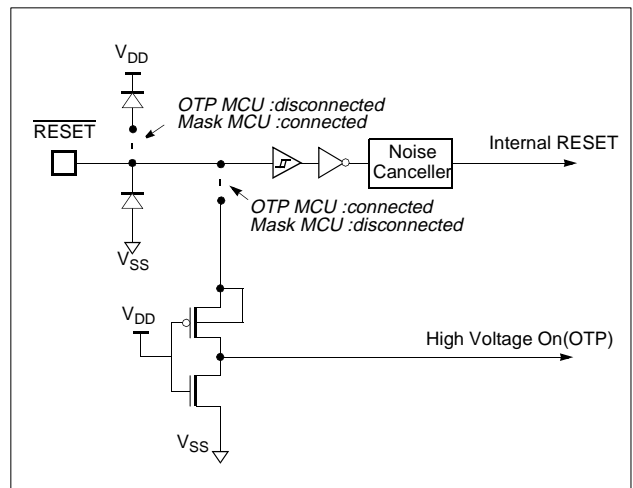 VDD
OTP MCU :disconnected
Mask MCU :connected
RESET
Internal RESET
Noise
Canceller
OTP MCU :connected
Mask MCU :disconnected
VSS
VDD
High Voltage On(OTP)
VSS